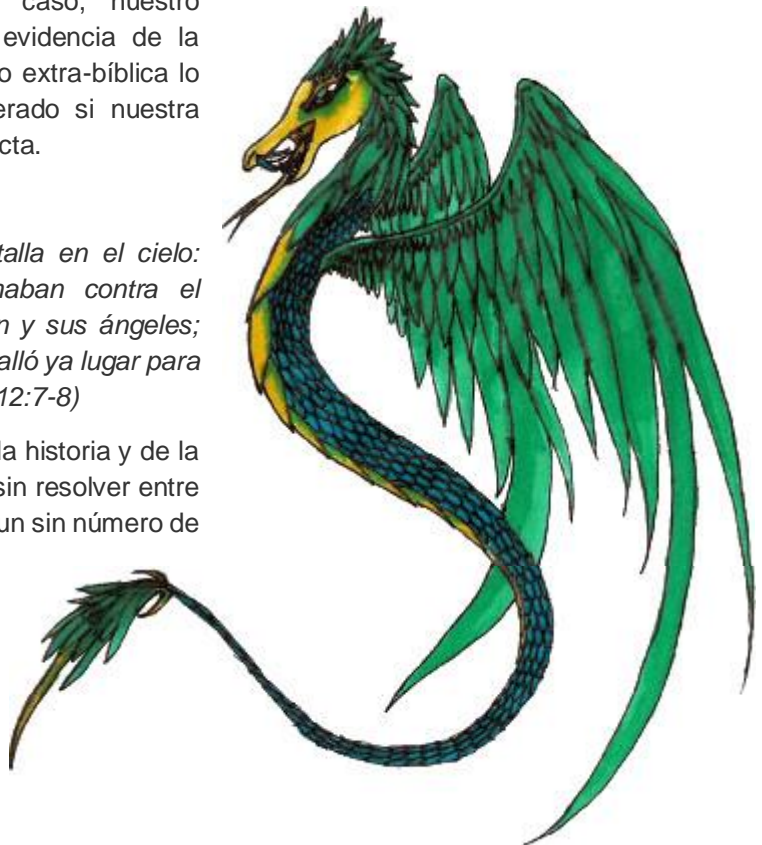 caso, nuestro
evidencia de la
o extra-bíblica lo
erado si nuestra
cta.
talla en el cielo:
naban contra el
n y sus ángeles;
alló ya lugar para
12:7-8)
la historia y de la
sin resolver entre
un sin número de